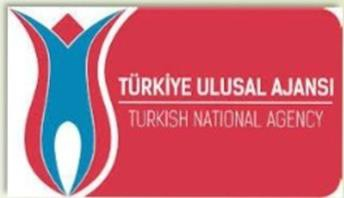 TÜRKİYE ULUSAL AJANSI
TURKISH NATIONAL AGENCY